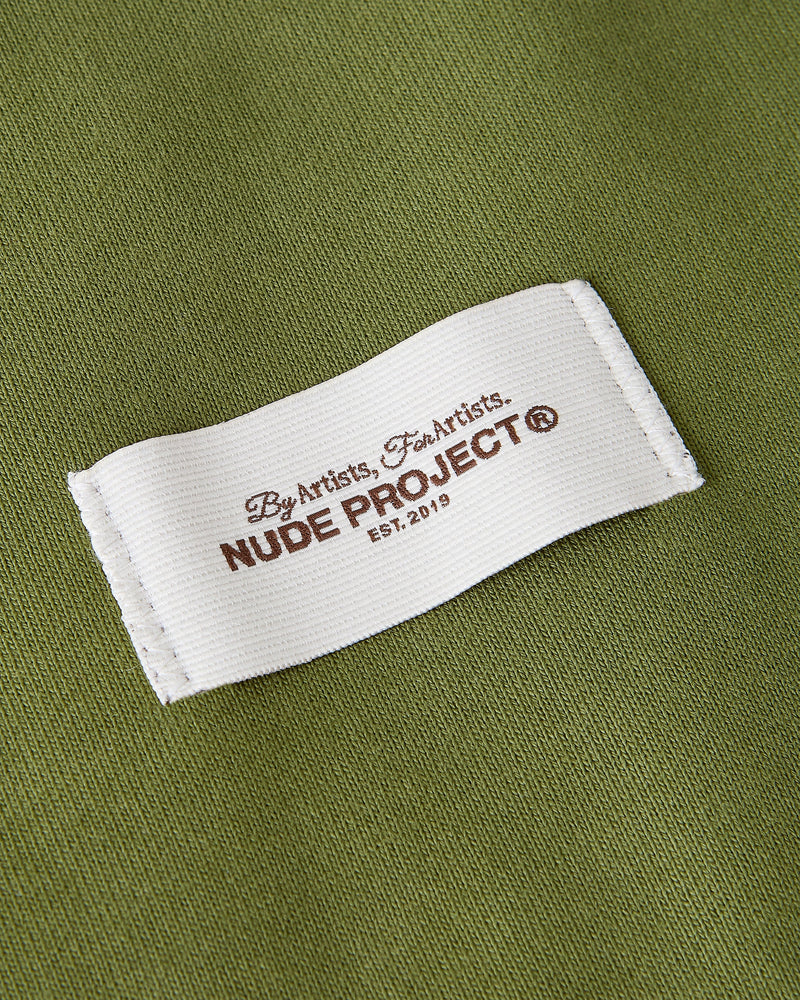 By Artists, For Artists.
NUDE PROJECT®
EST. 2019